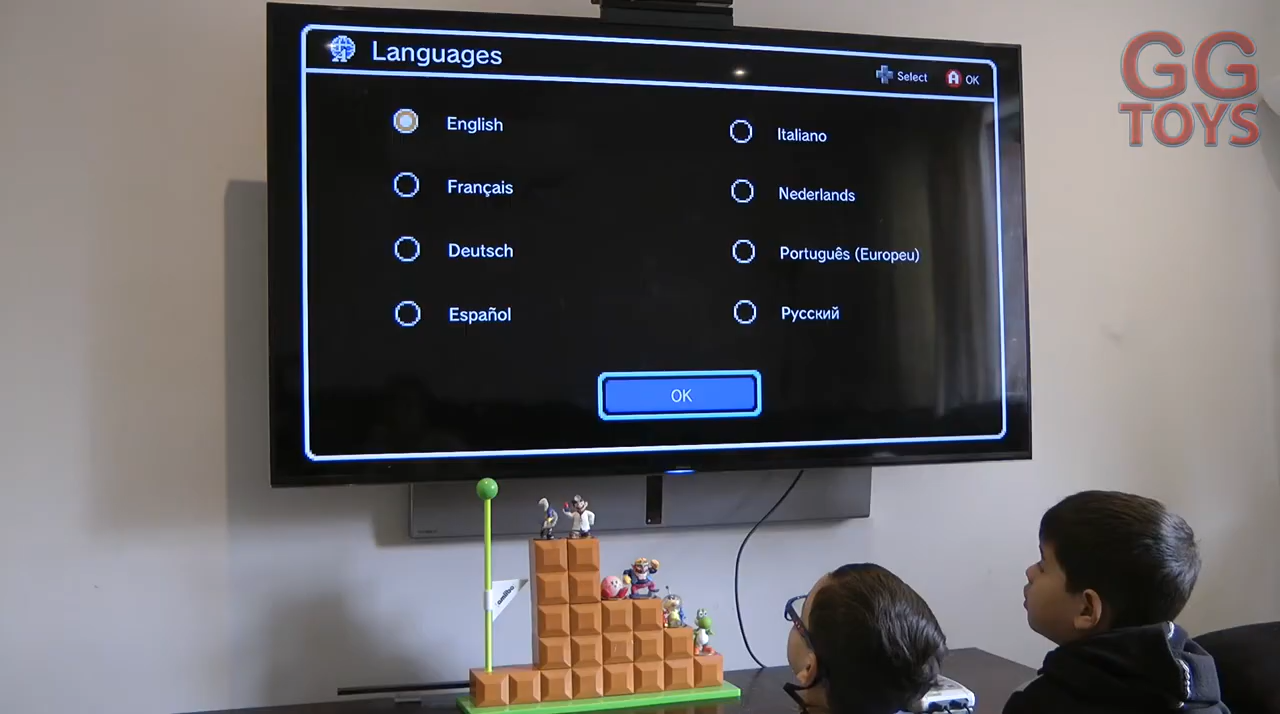 Languages
Select
OK
English
Français
Deutsch
Español
Italiano
Nederlands
Português (Europeu)
Русский
OK
GG
TOYS
amiibo